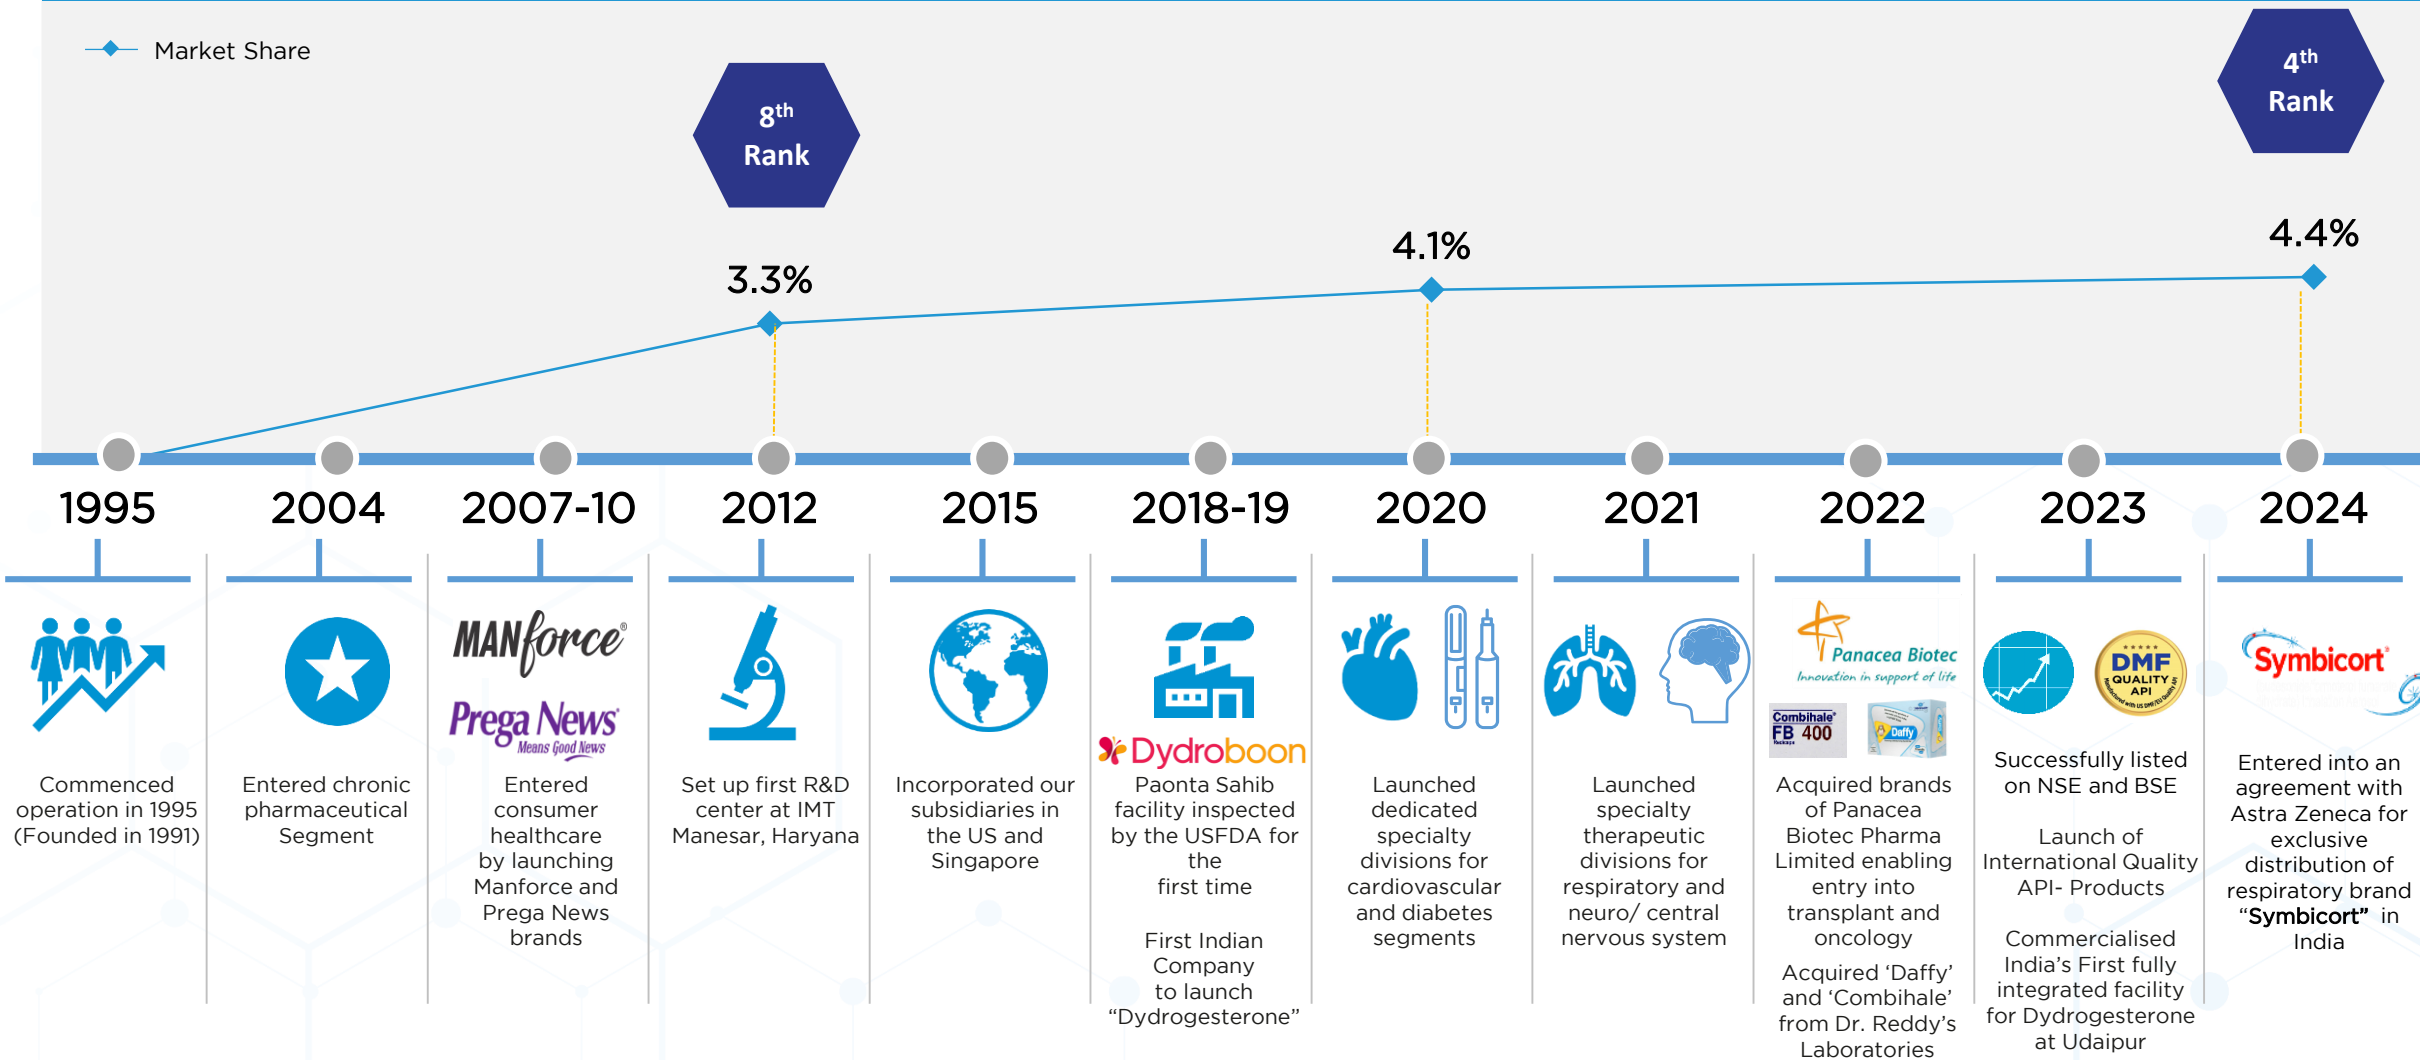 Market Share
8th
Rank
4th
Rank
3.3%
4.1%
4.4%
1995
2004
2007-10
2012
2015
2018-19
2020
2021
2022
2023
2024
Commenced
operation in 1995
(Founded in 1991)
Entered chronic
pharmaceutical
Segment
MANforce®
Prega News
Means Good News
Entered
consumer
healthcare
by launching
Manforce and
Prega News
brands
Set up first R&D
center at IMT
Manesar, Haryana
Incorporated our
subsidiaries in
the US and
Singapore
Dydroboon
Paonta Sahib
facility inspected
by the USFDA for
the
first time
First Indian
Company
to launch
“Dydrogesterone”
Launched
dedicated
specialty
divisions for
cardiovascular
and diabetes
segments
Launched
specialty
therapeutic
divisions for
respiratory and
neuro/ central
nervous system
Panacea Biotec
Innovation in support of life
Combihale
FB 400
Redicaps
Daffy
Acquired brands
of Panacea
Biotec Pharma
Limited enabling
entry into
transplant and
oncology
Acquired ‘Daffy’
and ‘Combihale’
from Dr. Reddy’s
Laboratories
DMF
QUALITY
API
Successfully listed
on NSE and BSE
Launch of
International Quality
API- Products
Commercialised
India’s First fully
integrated facility
for Dydrogesterone
at Udaipur
Symbicort
Entered into an
agreement with
Astra Zeneca for
exclusive
distribution of
respiratory brand
“Symbicort” in
India